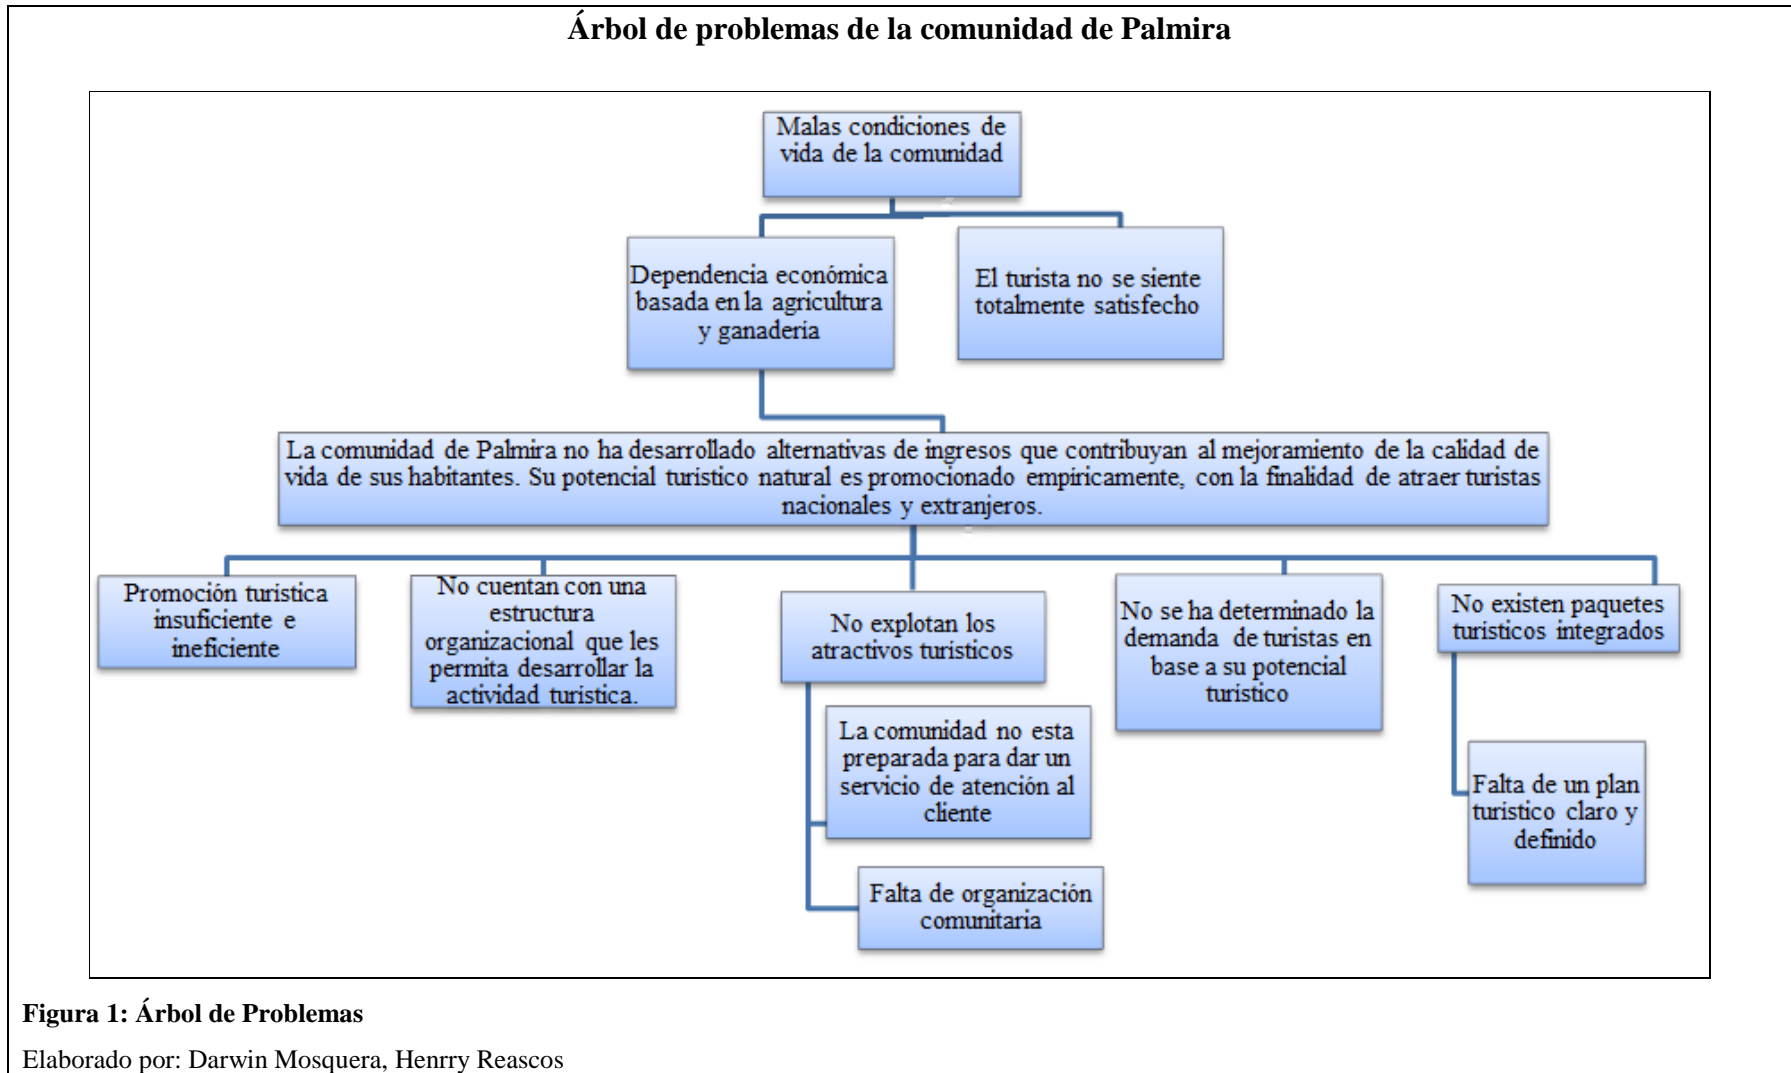 Árbol de problemas de la comunidad de Palmira
Malas condiciones de
vida de la comunidad
Dependencia económica
basada en la agricultura
y ganadería
El turista no se siente
totalmente satisfecho
La comunidad de Palmira no ha desarrollado alternativas de ingresos que contribuyan al mejoramiento de la calidad de
vida de sus habitantes. Su potencial turistico natural es promocionado empíricamente, con la finalidad de atraer turistas
nacionales y extranjeros.
Promoción turistica
insuficiente e
ineficiente
No cuentan con una
estructura
organizacional que les
permita desarrollar la
actividad turistica.
No explotan los
atractivos turisticos
La comunidad no esta
preparada para dar un
servicio de atención al
cliente
Falta de organización
comunitaria
No se ha determinado la
demanda de turistas en
base a su potencial
turistico
No existen paquetes
turisticos integrados
Falta de un plan
turistico claro y
definido
Figura 1: Árbol de Problemas
Elaborado por: Darwin Mosquera, Henrry Reascos